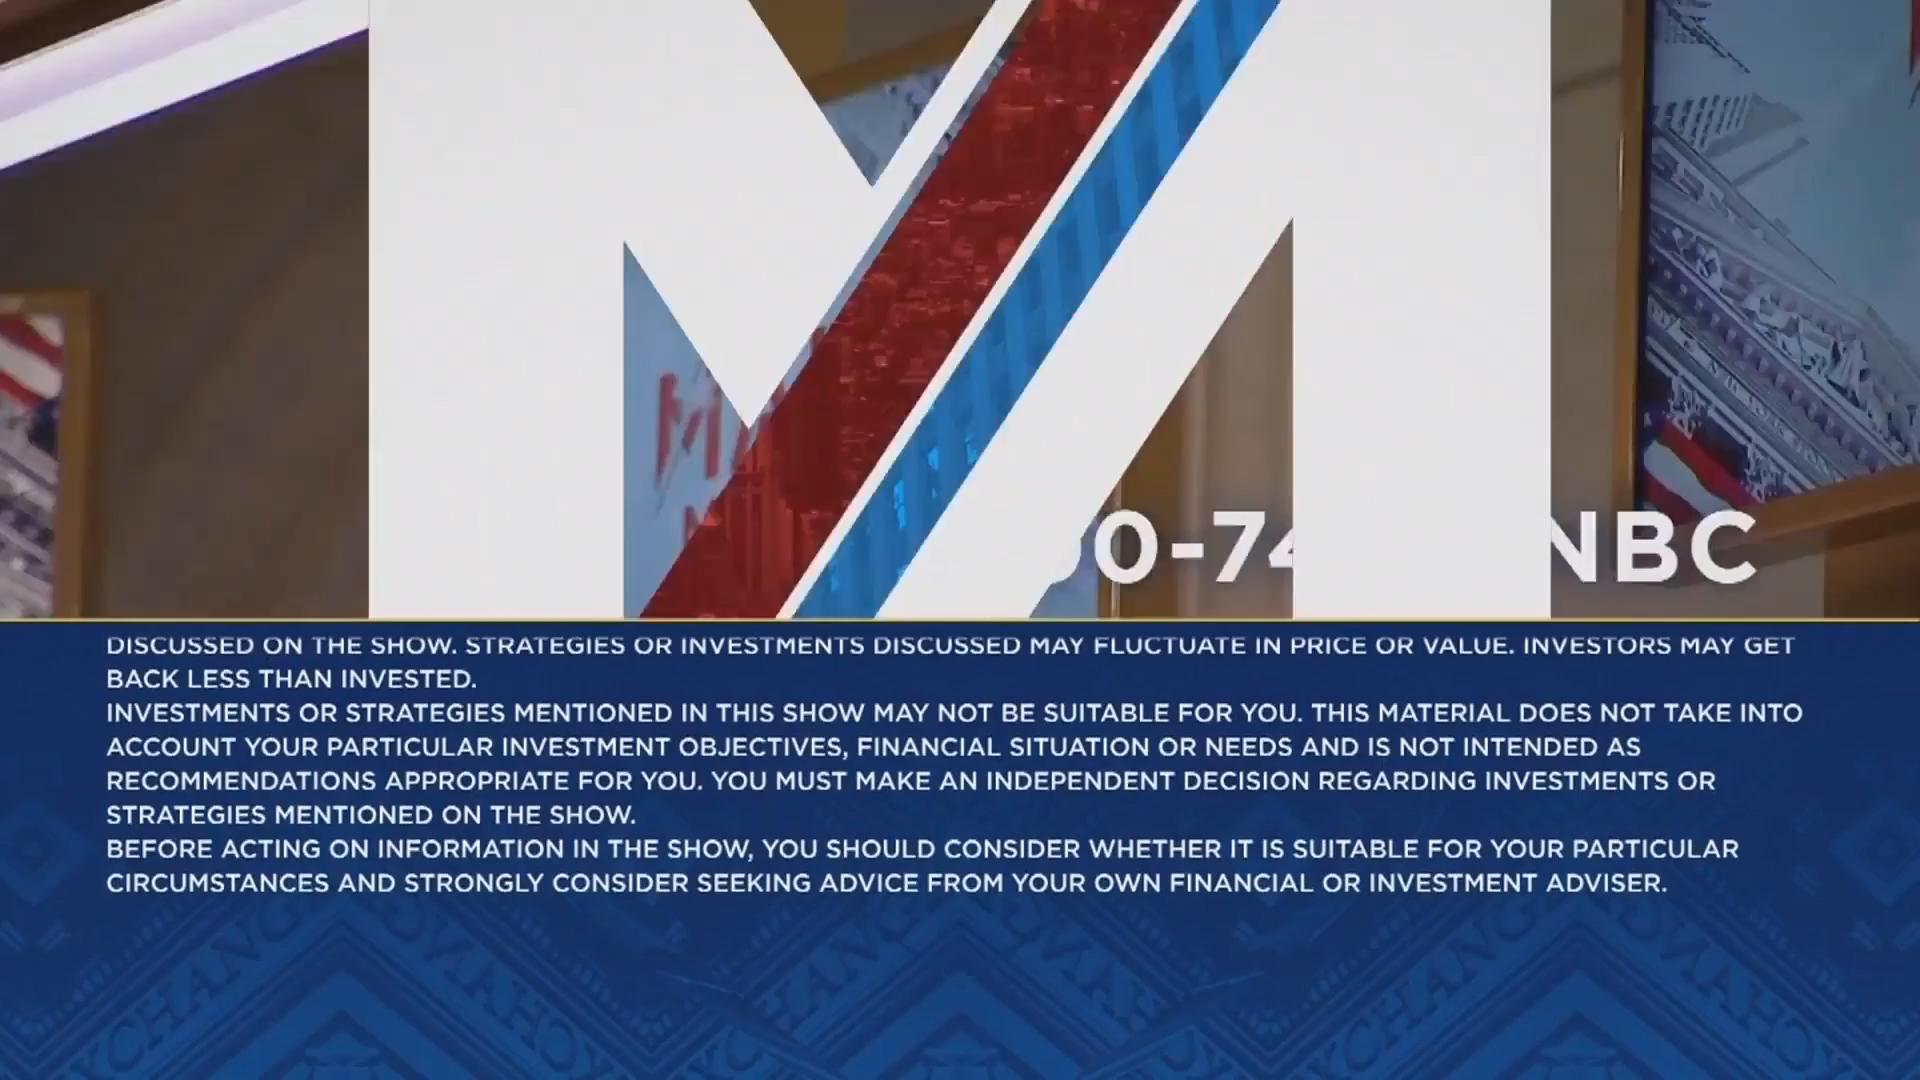 M
MA
00-74
NBC
DISCUSSED ON THE SHOW. STRATEGIES OR INVESTMENTS DISCUSSED MAY FLUCTUATE IN PRICE OR VALUE. INVESTORS MAY GET
BACK LESS THAN INVESTED.
INVESTMENTS OR STRATEGIES MENTIONED IN THIS SHOW MAY NOT BE SUITABLE FOR YOU. THIS MATERIAL DOES NOT TAKE INTO
ACCOUNT YOUR PARTICULAR INVESTMENT OBJECTIVES, FINANCIAL SITUATION OR NEEDS AND IS NOT INTENDED AS
RECOMMENDATIONS APPROPRIATE FOR YOU. YOU MUST MAKE AN INDEPENDENT DECISION REGARDING INVESTMENTS OR
STRATEGIES MENTIONED ON THE SHOW.
BEFORE ACTING ON INFORMATION IN THE SHOW, YOU SHOULD CONSIDER WHETHER IT IS SUITABLE FOR YOUR PARTICULAR
CIRCUMSTANCES AND STRONGLY CONSIDER SEEKING ADVICE FROM YOUR OWN FINANCIAL OR INVESTMENT ADVISER.